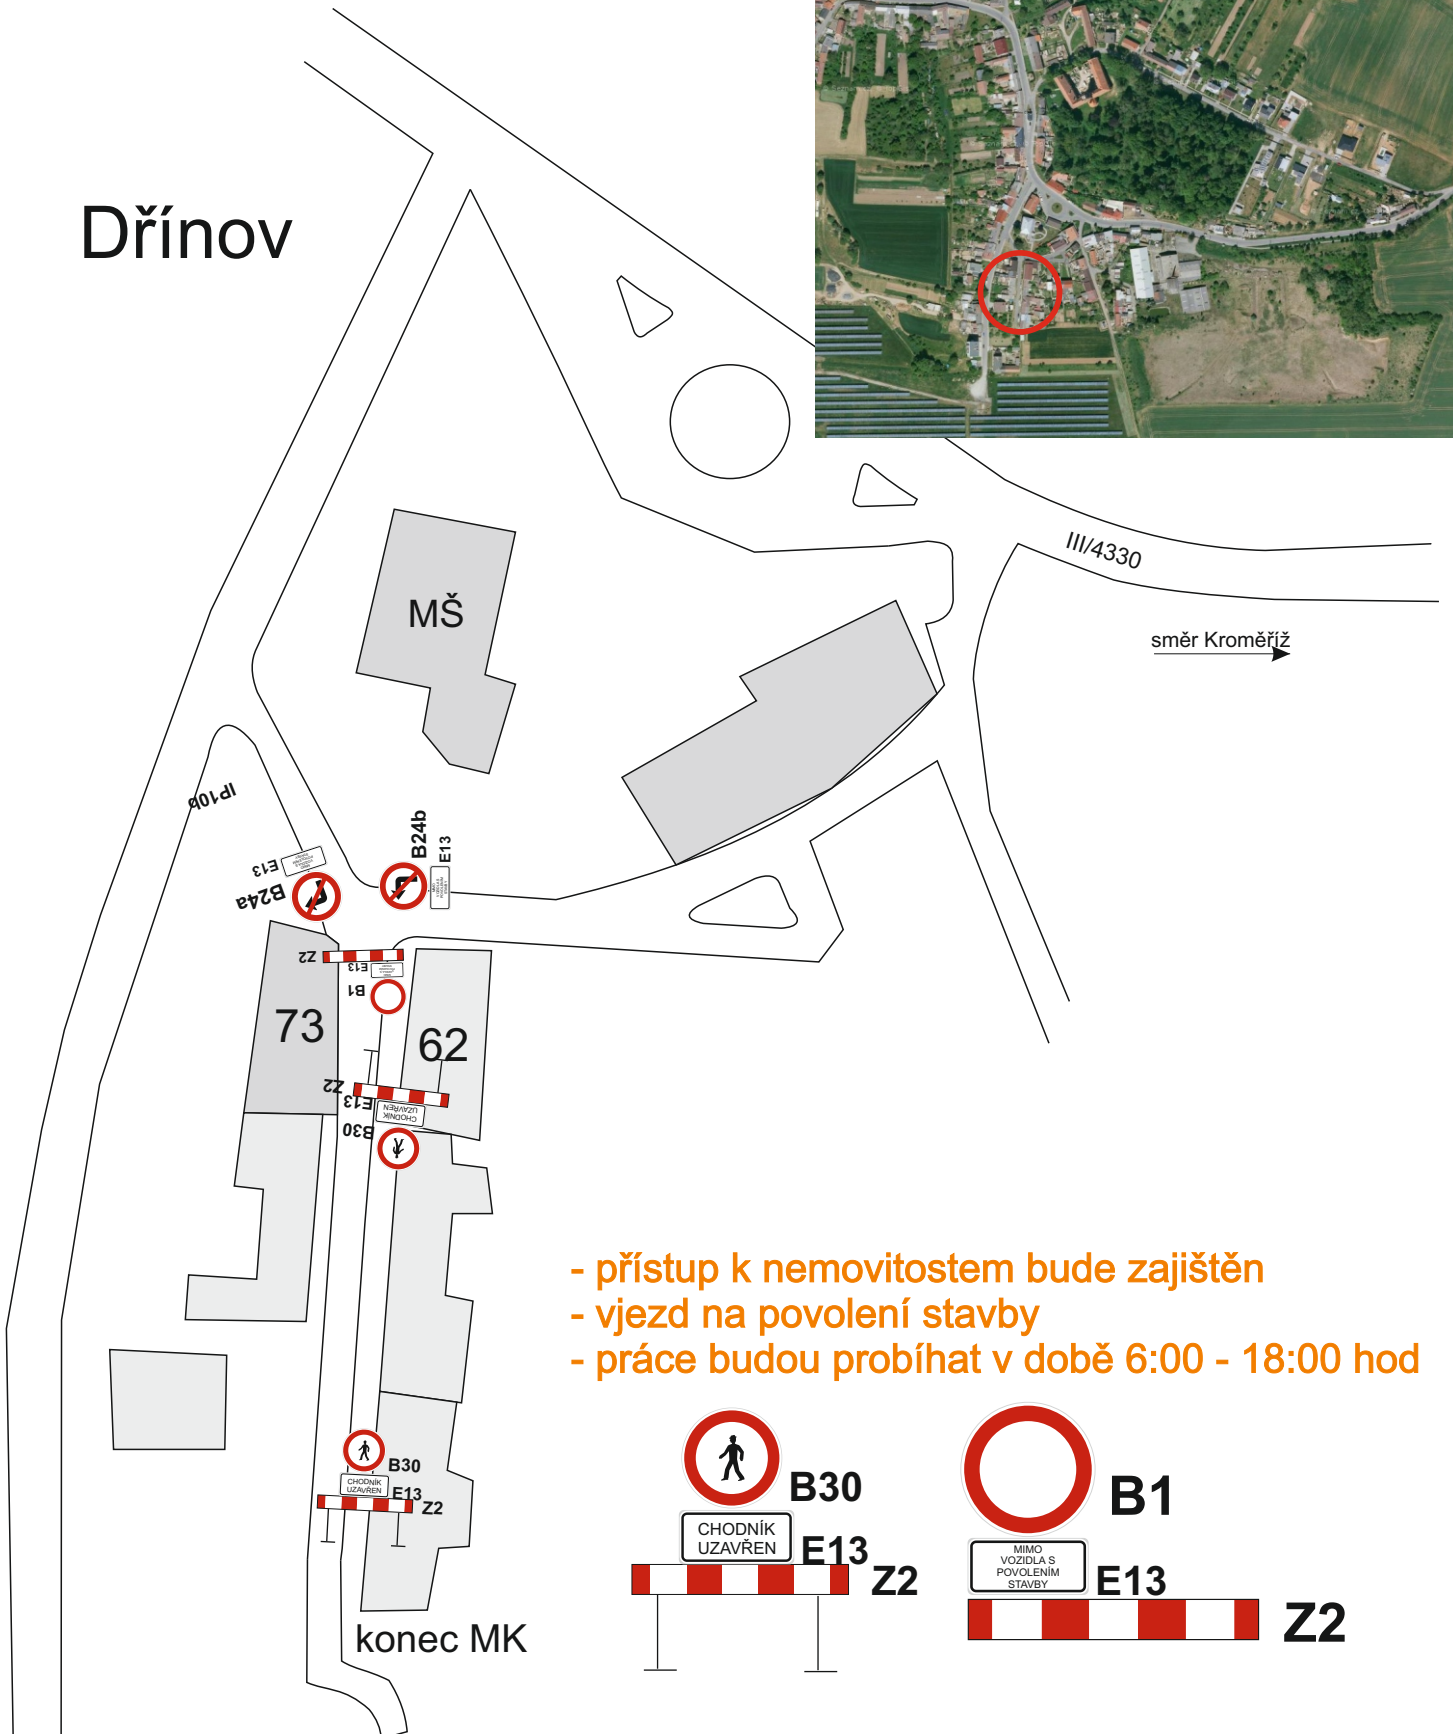 Dřínov
III/4330
směr Kroměříž
MŠ
IP10b
B24b
E13
E13
B24a
Z2
E13
B1
73
62
Z2
E13
CHODNÍK
UZAVŘEN
B30
- přístup k nemovitostem bude zajištěn
- vjezd na povolení stavby
- práce budou probíhat v době 6:00 - 18:00 hod
B30
CHODNÍK
UZAVŘEN
E13
Z2
B30
CHODNÍK
UZAVŘEN
E13
Z2
B1
MIMO
VOZIDLA S
POVOLENÍM
STAVBY
E13
Z2
konec MK